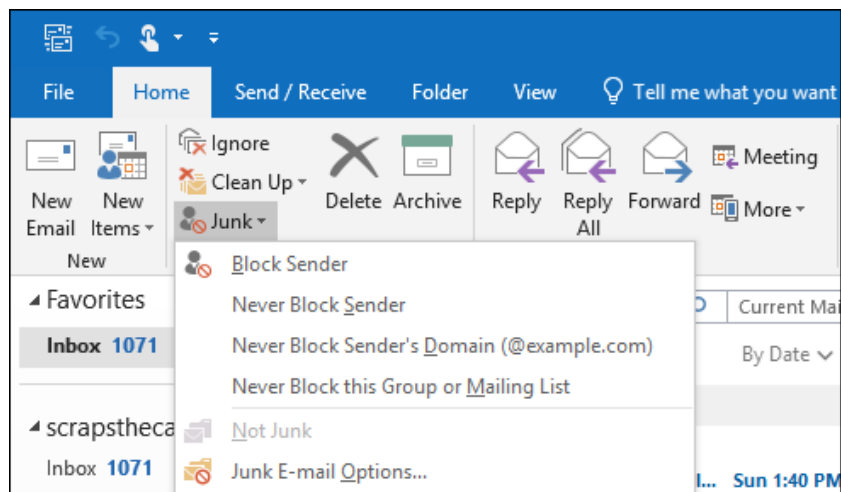 File Home Send / Receive Folder View Tell me what you want
Ignore
Clean Up
Junk
New Email
New Items
Delete
Archive
Reply
Reply All
Forward
Meeting
More
New
Block Sender
Never Block Sender
Never Block Sender's Domain (@example.com)
Never Block this Group or Mailing List
Not Junk
Junk E-mail Options...
Favorites
Inbox 1071
scrapstheca
Inbox 1071
Current Mai
By Date
Sun 1:40 PM